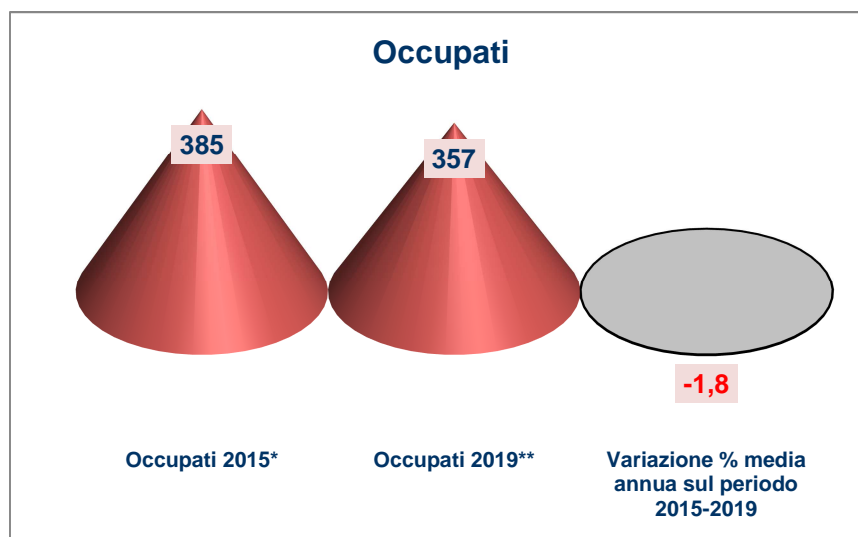 Occupati
385
357
-1,8
Occupati 2015*
Occupati 2019**
Variazione % media
annua sul periodo
2015-2019